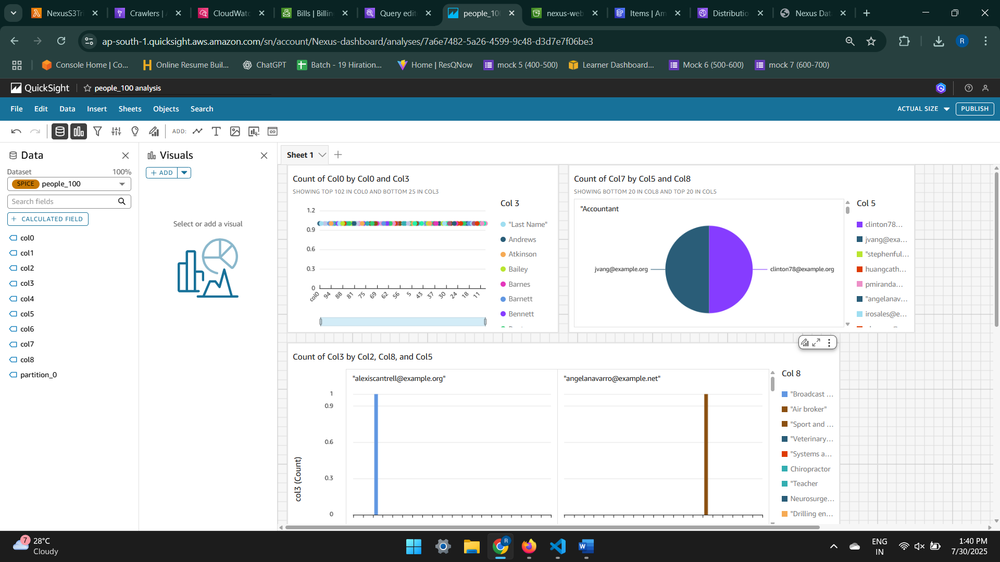 NexusS3Tri
Crawlers | A
CloudWatc
Bills | Billin
Query edit
people_10
nexus-web
Items | Am
Distributio
Nexus Dat
ap-south-1.quicksight.aws.amazon.com/sn/account/Nexus-dashboard/analyses/7a6e7482-5a26-4599-9c48-d3d7e7f06be3
R
Console Home | Co...
Online Resume Buil...
ChatGPT
Batch - 19 Hiration...
Home | ResQNow
mock 5 (400-500)
Learner Dashboard...
Mock 6 (500-600)
mock 7 (600-700)
QuickSight
people_100 analysis
File
Edit
Data
Insert
Sheets
Objects
Search
ACTUAL SIZE
PUBLISH
ADD:
Data
Dataset
100%
SPICE people_100
Search fields
+ CALCULATED FIELD
col0
col1
col2
col3
col4
col5
col6
col7
col8
partition_0
Visuals
+ ADD
Select or add a visual
Sheet 1
Count of Col0 by Col0 and Col3
SHOWING TOP 102 IN COL0 AND BOTTOM 25 IN COL3
1.2
0.9
0.6
0.3
0
col0
94
88
81
75
69
62
56
5
43
37
30
24
18
11
Col 3
"Last Name"
Andrews
Atkinson
Bailey
Barnes
Barnett
Bennett
Count of Col7 by Col5 and Col8
SHOWING BOTTOM 20 IN COL8 AND TOP 20 IN COL5
"Accountant
jvang@example.org
clinton78@example.org
Col 5
clinton78...
jvang@exa...
"stephenful...
huangcath...
pmiranda...
"angelanav...
irosales@e...
Count of Col3 by Col2, Col8, and Col5
"alexiscantrell@example.org"
"angelanavarro@example.net"
col3 (Count)
1
0.9
0.6
0.3
0
Col 8
"Broadcast ...
"Air broker"
"Sport and ...
"Veterinary...
"Systems a...
Chiropractor
"Teacher
Neurosurge...
"Drilling en...
7
28°C
Cloudy
R
ENG
IN
1:40 PM
7/30/2025